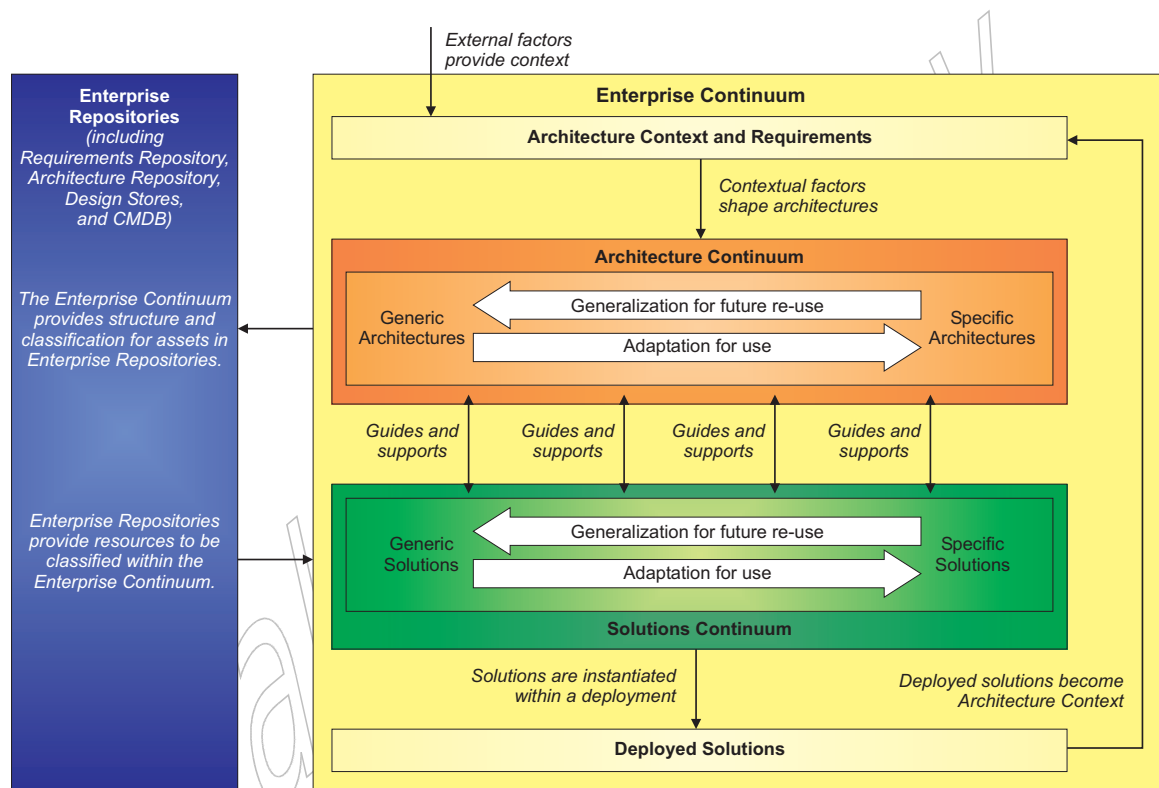 External factors
provide context
Enterprise
Repositories
(including
Requirements Repository,
Architecture Repository,
Design Stores,
and CMDB)
The Enterprise Continuum
provides structure and
classification for assets in
Enterprise Repositories.
Enterprise Repositories
provide resources to be
classified within the
Enterprise Continuum.
Enterprise Continuum
Architecture Context and Requirements
Contextual factors
shape architectures
Architecture Continuum
Generic
Architectures
Generalization for future re-use
Adaptation for use
Specific
Architectures
Guides and
supports
Guides and
supports
Guides and
supports
Guides and
supports
Generic
Solutions
Generalization for future re-use
Adaptation for use
Specific
Solutions
Solutions Continuum
Solutions are instantiated
within a deployment
Deployed solutions become
Architecture Context
Deployed Solutions